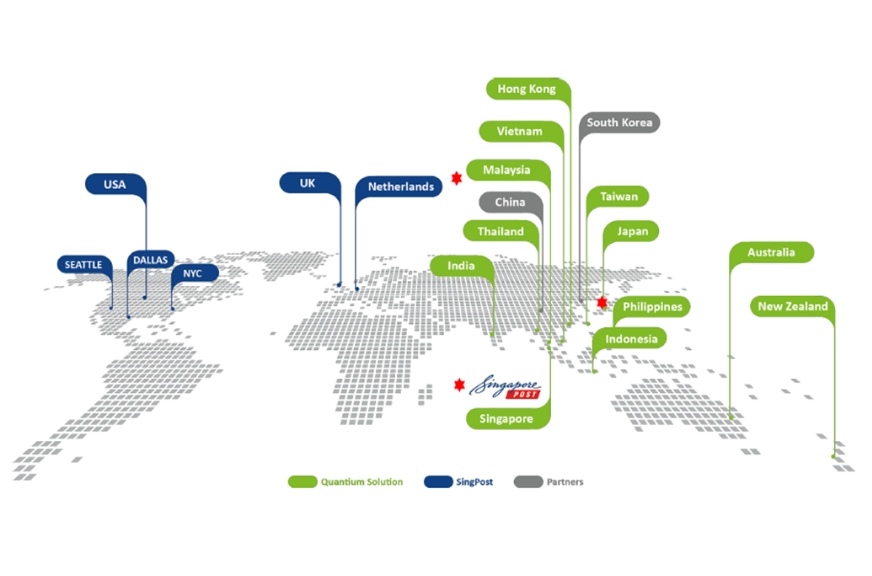 Hong Kong
South Korea
Vietnam
Malaysia
USA
UK
Netherlands
Taiwan
China
Thailand
Japan
Australia
DALLAS
SEATTLE
NYC
India
Philippines
New Zealand
Indonesia
Singapore
POST
Singapore
Quantium Solution
SingPost
Partners